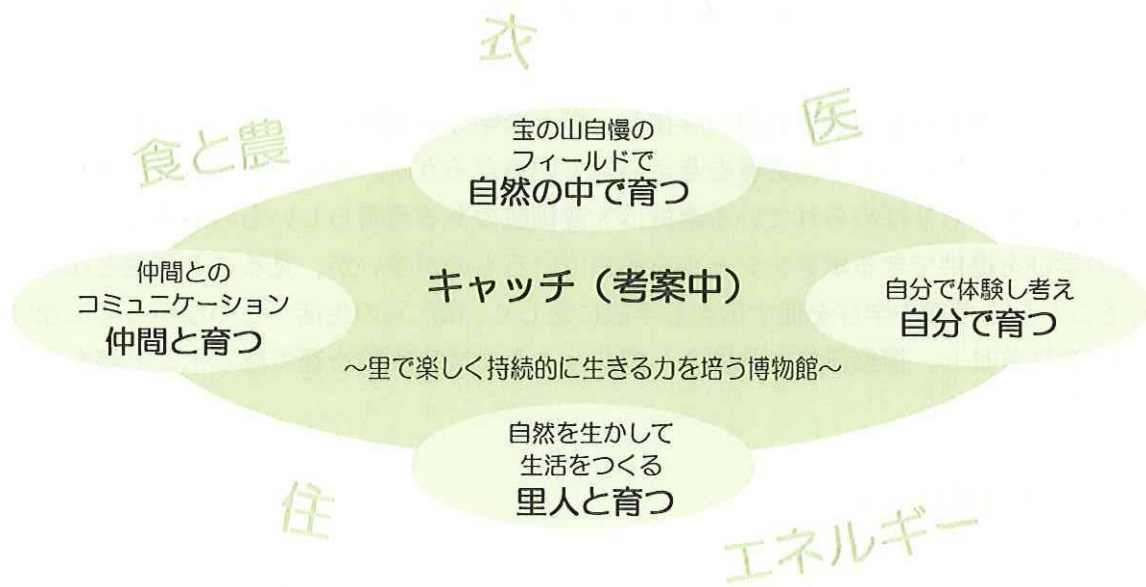 衣
医
食と農
宝の山自慢の
フィールドで
自然の中で育つ
仲間との
コミュニケーション
仲間と育つ
キャッチ（考案中）
～里で楽しく持続的に生きる力を培う博物館～
自分で体験し考え
自分で育つ
自然を生かして
生活をつくる
里人と育つ
住
エネルギー